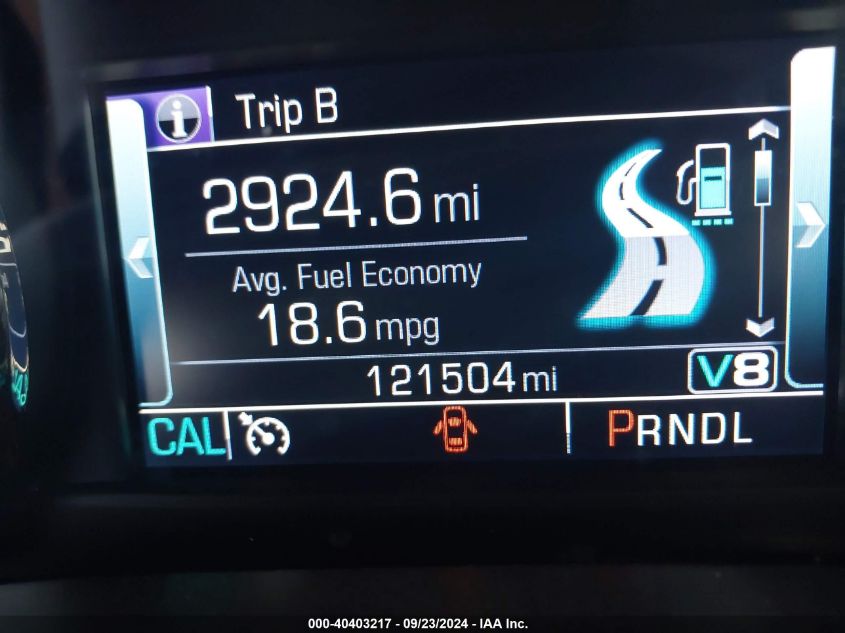 Trip B
2924.6 mi
Avg. Fuel Economy
18.6 mpg
121504 mi V8
CAL PRNDL
000-40403217 - 09/23/2024 - IAA Inc.